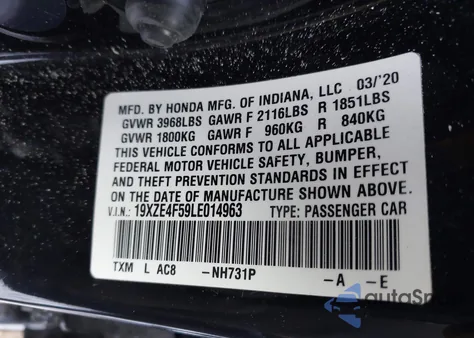 MFD. BY HONDA MFG. OF INDIANA, LLC 03/'20
GVWR 3968LBS GAWR F 2116LBS R 1851LBS
GVWR 1800KG GAWR F 960KG R 840KG
THIS VEHICLE CONFORMS TO ALL APPLICABLE
FEDERAL MOTOR VEHICLE SAFETY, BUMPER,
AND THEFT PREVENTION STANDARDS IN EFFECT
ON THE DATE OF MANUFACTURE SHOWN ABOVE.
V.I.N.: 19XZE4F59LE014963 TYPE: PASSENGER CAR
TXM L AC8 -NH731P -A -E